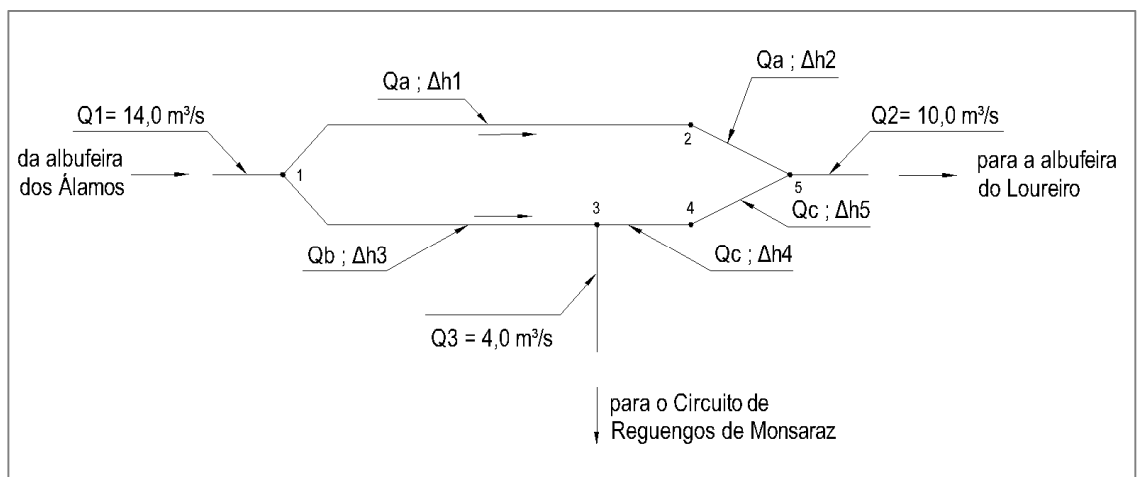 Qa ; Δh1
Qa ; Δh2
Q1= 14,0 m³/s
Q2= 10,0 m³/s
da albufeira
dos Álamos
1
2
5
para a albufeira
do Loureiro
3
4
Qc ; Δh5
Qb ; Δh3
Qc ; Δh4
Q3 = 4,0 m³/s
para o Circuito de
Reguengos de Monsaraz